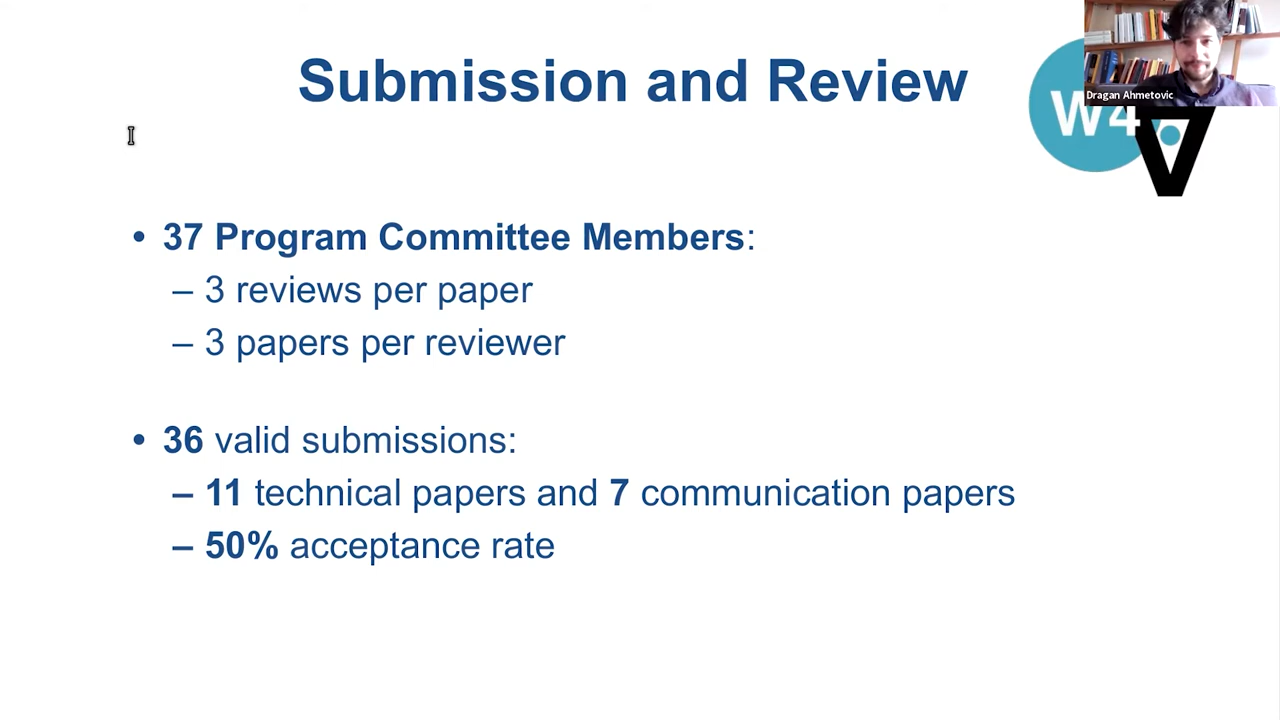 Submission and Review
Dragan Ahmetovic
W4
• 37 Program Committee Members:
– 3 reviews per paper
– 3 papers per reviewer
• 36 valid submissions:
– 11 technical papers and 7 communication papers
– 50% acceptance rate